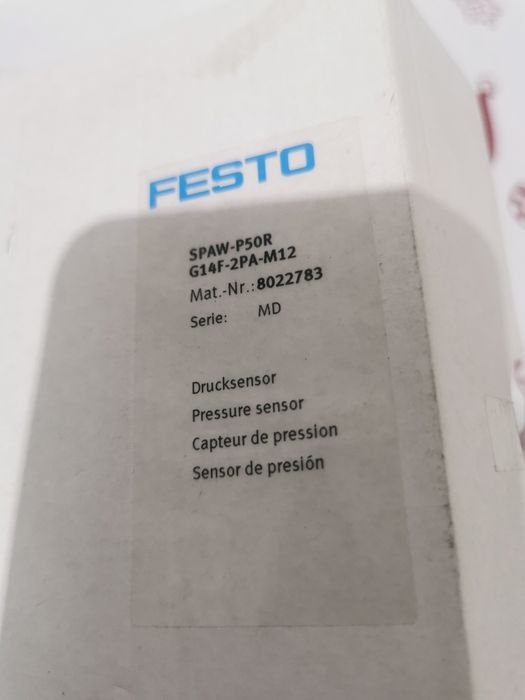 FESTO
SPAW-P50R
G14F-2PA-M12
Mat.-Nr.:8022783
Serie: MD
Drucksensor
Pressure sensor
Capteur de pression
Sensor de presión